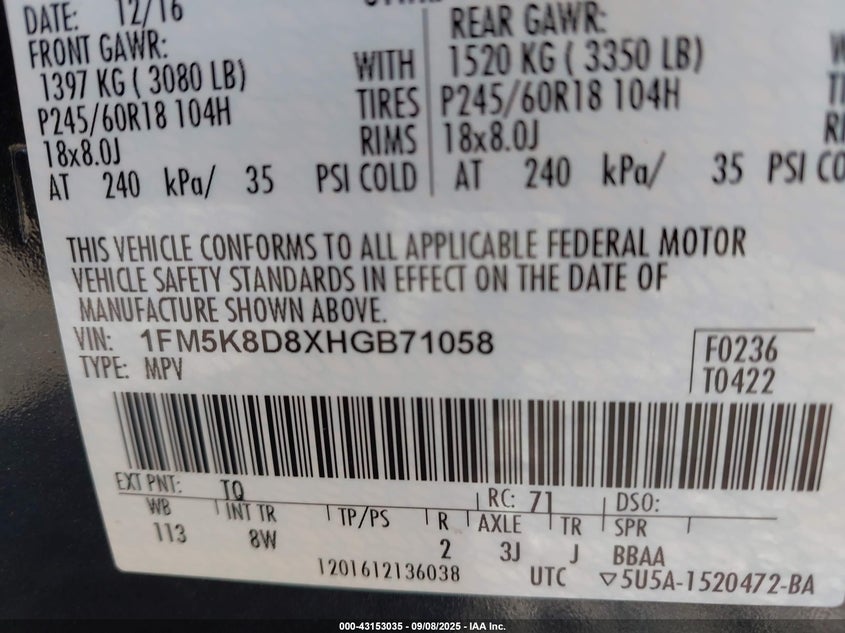 DATE: 12/16
FRONT GAWR: REAR GAWR:
1397 KG ( 3080 LB) WITH 1520 KG ( 3350 LB)
P245/60R18 104H TIRES P245/60R18 104H
18x8.0J RIMS 18x8.0J
AT 240 kPa/ 35 PSI COLD AT 240 kPa/ 35 PSI
THIS VEHICLE CONFORMS TO ALL APPLICABLE FEDERAL MOTOR
VEHICLE SAFETY STANDARDS IN EFFECT ON THE DATE OF
MANUFACTURE SHOWN ABOVE.
VIN: 1FM5K8D8XHGB71058 F0236
TYPE: MPV T0422
EXT PNT: TQ RC: 71 DSO:
WB INT TR TP/PS R AXLE TR SPR
113 8W 2 3J J BBAA
1201612136038 UTC ▽5U5A-1520472-BA
000-43153035 - 09/08/2025 - IAA Inc.